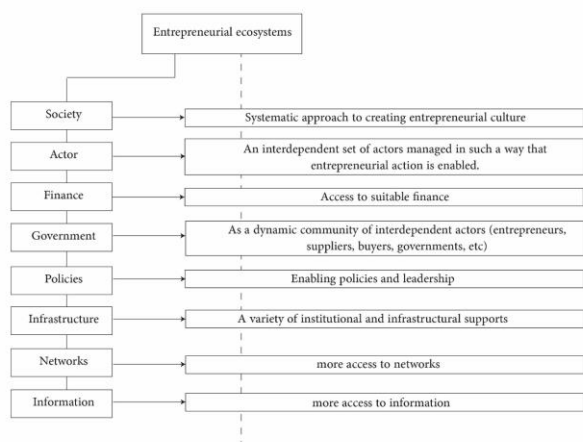 Entrepreneurial ecosystems
Society
Systematic approach to creating entrepreneurial culture
Actor
An interdependent set of actors managed in such a way that
entrepreneurial action is enabled.
Finance
Access to suitable finance
Government
As a dynamic community of interdependent actors (entrepreneurs,
suppliers, buyers, governments, etc)
Policies
Enabling policies and leadership
Infrastructure
A variety of institutional and infrastructural supports
Networks
more access to networks
Information
more access to information